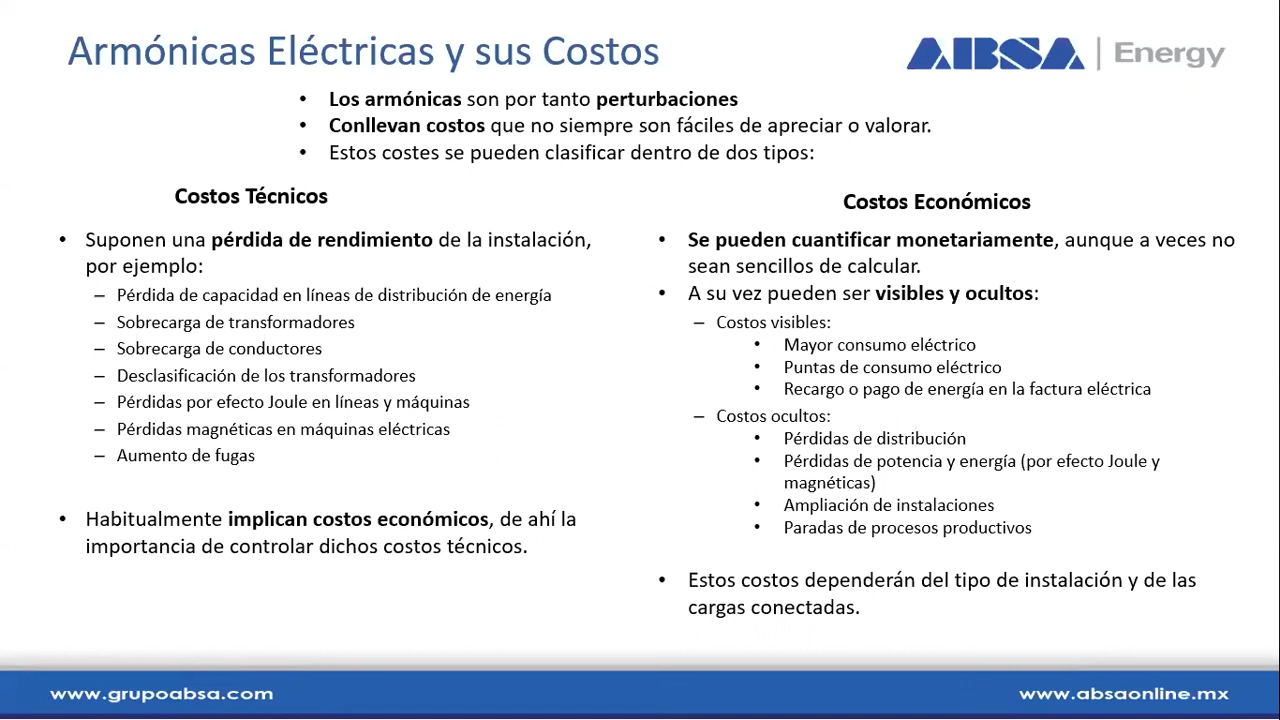 Armónicas Eléctricas y sus Costos
ABSA | Energy
• Los armónicas son por tanto perturbaciones
• Conllevan costos que no siempre son fáciles de apreciar o valorar.
• Estos costes se pueden clasificar dentro de dos tipos:
Costos Técnicos
• Suponen una pérdida de rendimiento de la instalación,
por ejemplo:
– Pérdida de capacidad en líneas de distribución de energía
– Sobrecarga de transformadores
– Sobrecarga de conductores
– Desclasificación de los transformadores
– Pérdidas por efecto Joule en líneas y máquinas
– Pérdidas magnéticas en máquinas eléctricas
– Aumento de fugas
• Habitualmente implican costos económicos, de ahí la
importancia de controlar dichos costos técnicos.
Costos Económicos
• Se pueden cuantificar monetariamente, aunque a veces no
sean sencillos de calcular.
• A su vez pueden ser visibles y ocultos:
– Costos visibles:
• Mayor consumo eléctrico
• Puntas de consumo eléctrico
• Recargo o pago de energía en la factura eléctrica
– Costos ocultos:
• Pérdidas de distribución
• Pérdidas de potencia y energía (por efecto Joule y
magnéticas)
• Ampliación de instalaciones
• Paradas de procesos productivos
• Estos costos dependerán del tipo de instalación y de las
cargas conectadas.
www.grupoabsa.com
www.absaonline.mx